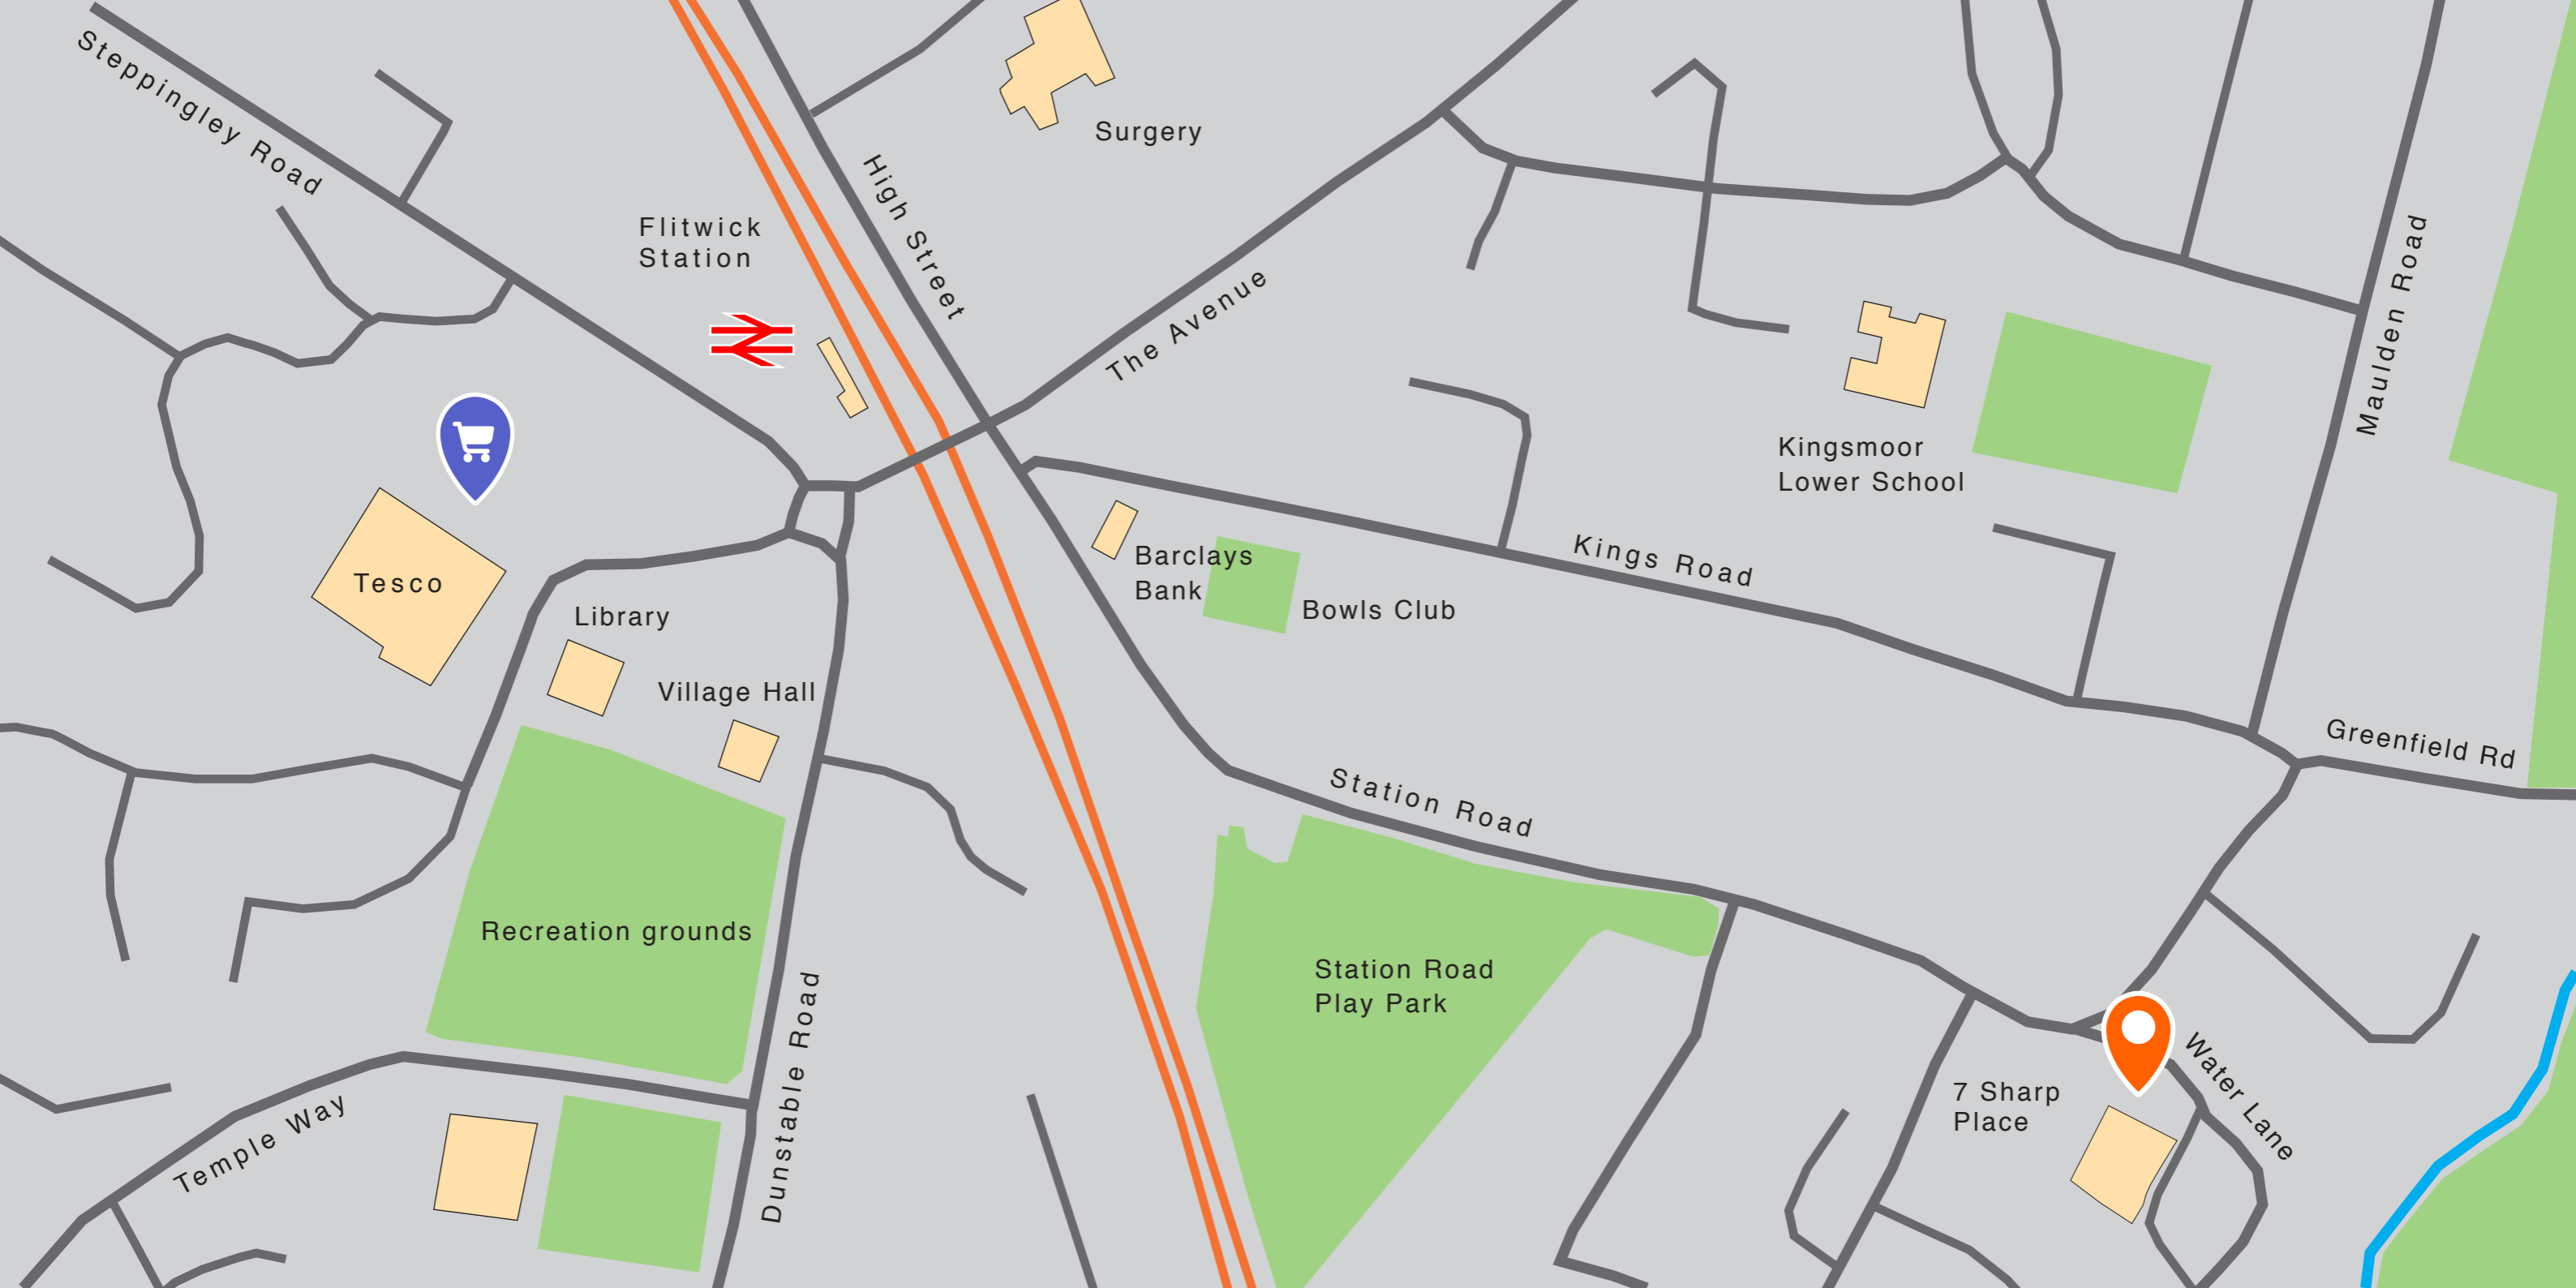 Steppingley Road
Surgery
High Street
Flitwick
Station
The Avenue
Maulden Road
Kingsmoor
Lower School
Kings Road
Barclays
Bank
Bowls Club
Tesco
Library
Village Hall
Greenfield Rd
Station Road
Recreation grounds
Station Road
Play Park
Dunstable Road
Temple Way
Water Lane
7 Sharp
Place